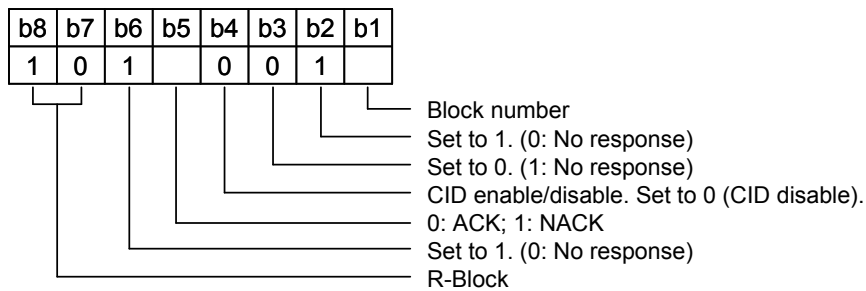 b8 b7 b6 b5 b4 b3 b2 b1
1 0 1 0 0 1
Block number
Set to 1. (0: No response)
Set to 0. (1: No response)
CID enable/disable. Set to 0 (CID disable).
0: ACK; 1: NACK
Set to 1. (0: No response)
R-Block